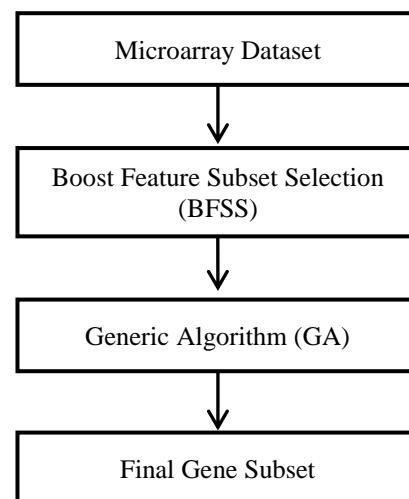 Microarray Dataset
Boost Feature Subset Selection
(BFSS)
Generic Algorithm (GA)
Final Gene Subset